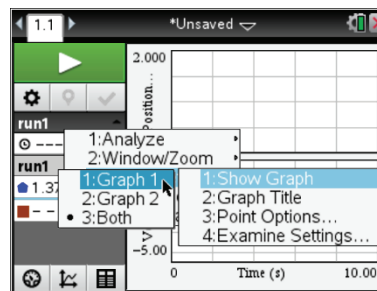 1.1
*Unsaved
2.000
Position...
run1
---
1:Analyze
2:Window/Zoom
run1
1:Graph 1
1:Show Graph
1.37
2:Graph 2
2:Graph Title
--
3:Both
3:Point Options...
4:Examine Settings...
-5.00
0
Time (s)
10.00